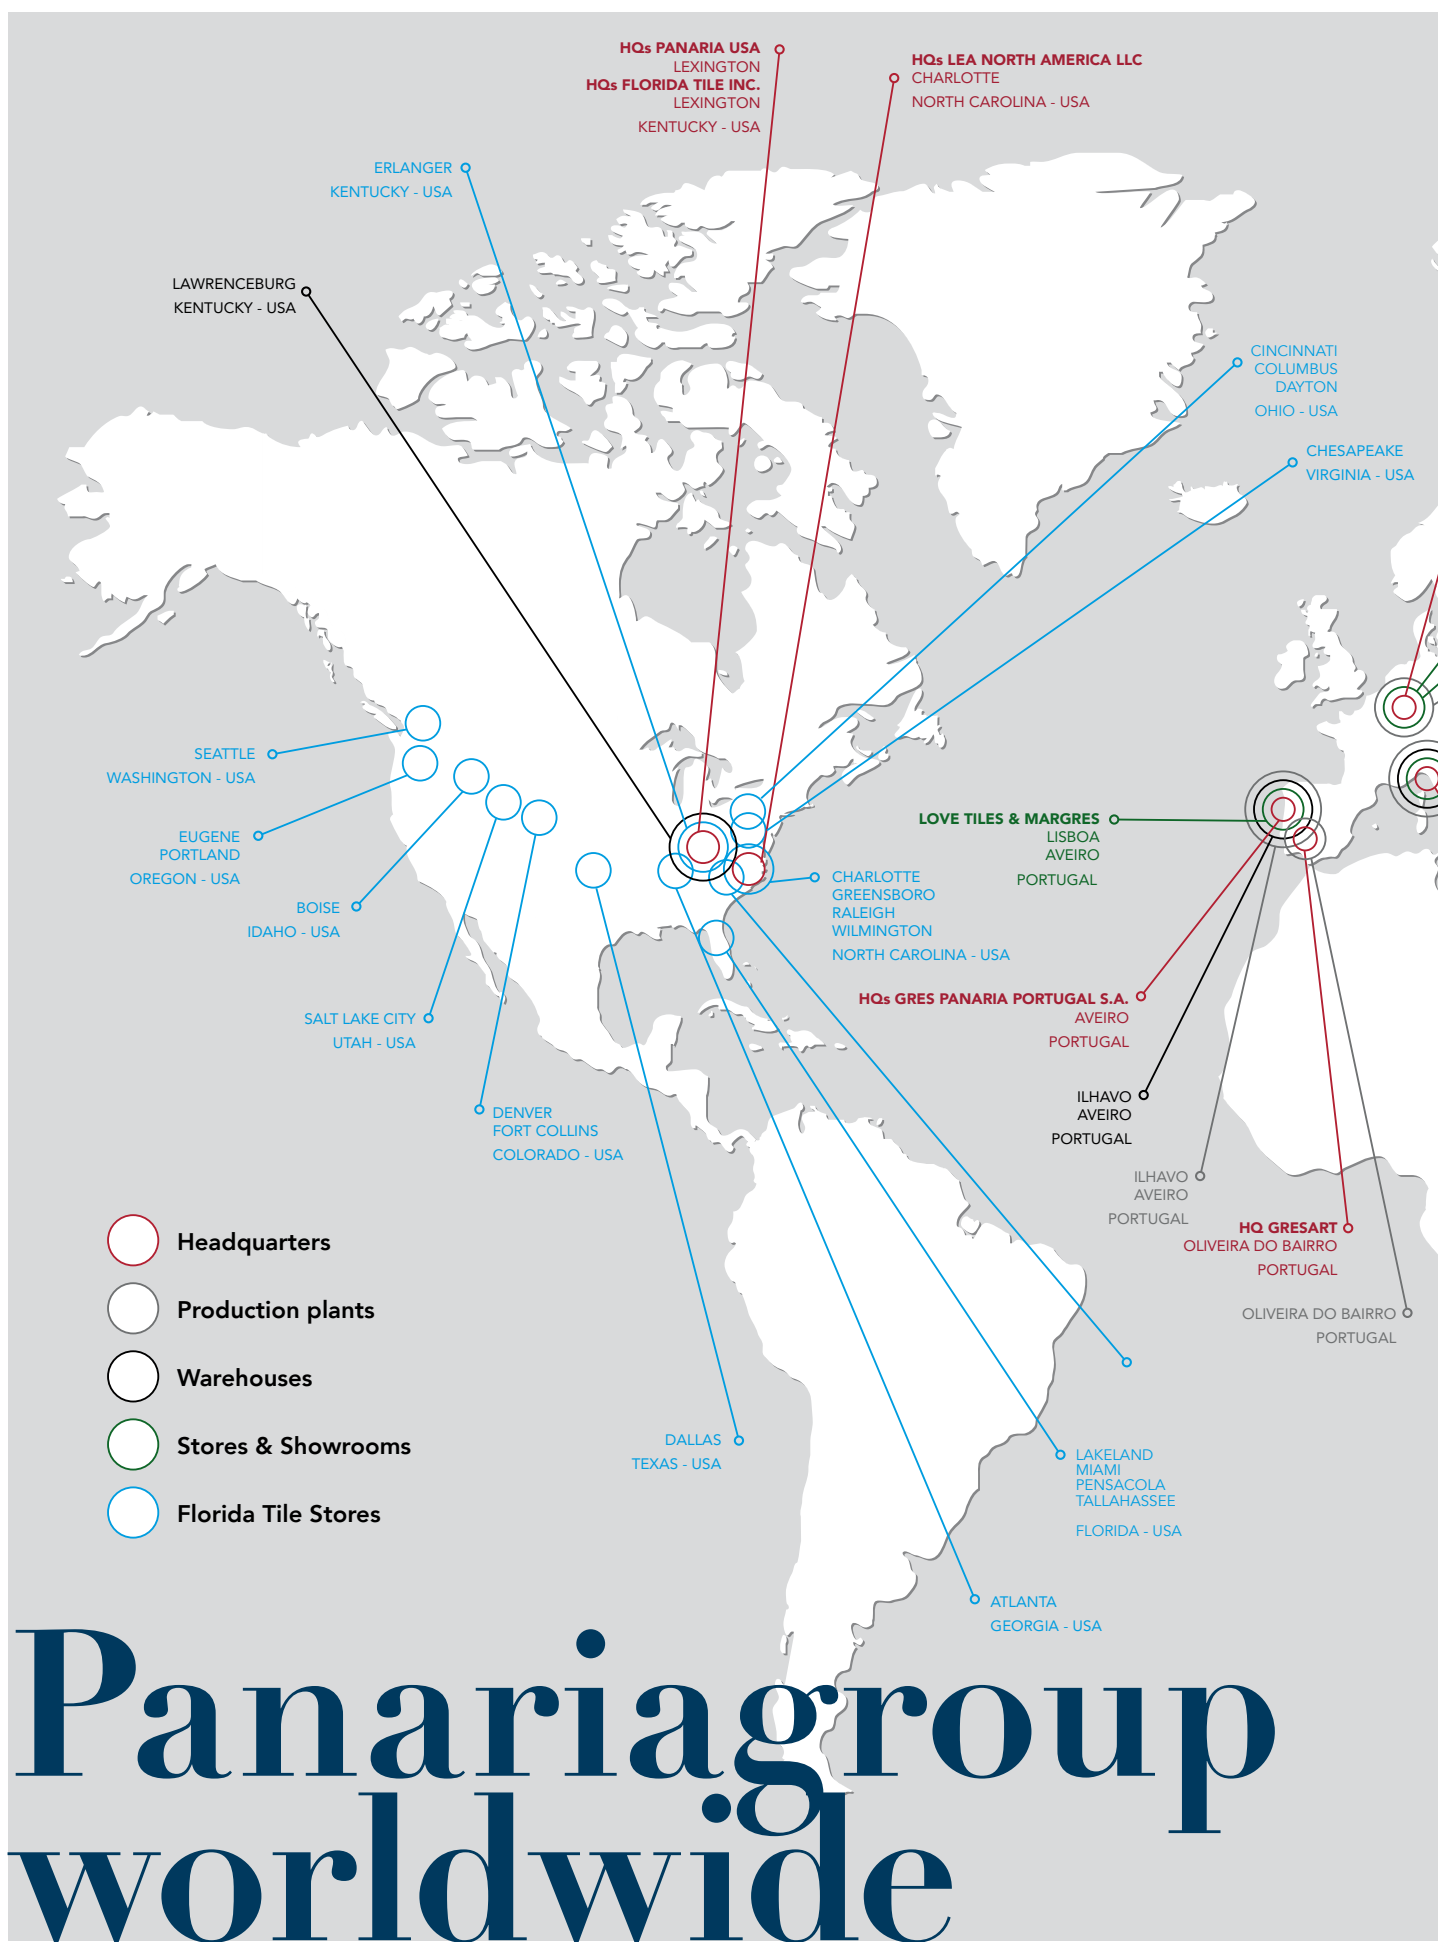 HQs PANARIA USA
LEXINGTON
HQs FLORIDA TILE INC.
LEXINGTON
KENTUCKY - USA
HQs LEA NORTH AMERICA LLC
CHARLOTTE
NORTH CAROLINA - USA
ERLANGER
KENTUCKY - USA
LAWRENCEBURG
KENTUCKY - USA
CINCINNATI
COLUMBUS
DAYTON
OHIO - USA
CHESAPEAKE
VIRGINIA - USA
SEATTLE
WASHINGTON - USA
EUGENE
PORTLAND
OREGON - USA
BOISE
IDAHO - USA
SALT LAKE CITY
UTAH - USA
DENVER
FORT COLLINS
COLORADO - USA
LOVE TILES & MARGRES
LISBOA
AVEIRO
PORTUGAL
CHARLOTTE
GREENSBORO
RALEIGH
WILMINGTON
NORTH CAROLINA - USA
HQs GRES PANARIA PORTUGAL S.A.
AVEIRO
PORTUGAL
ILHAVO
AVEIRO
PORTUGAL
ILHAVO
AVEIRO
PORTUGAL
HQ GRESART
OLIVEIRA DO BAIRRO
PORTUGAL
OLIVEIRA DO BAIRRO
PORTUGAL
Headquarters
Production plants
Warehouses
Stores & Showrooms
Florida Tile Stores
DALLAS
TEXAS - USA
LAKELAND
MIAMI
PENSACOLA
TALLAHASSEE
FLORIDA - USA
ATLANTA
GEORGIA - USA
Panariagroup
worldwide